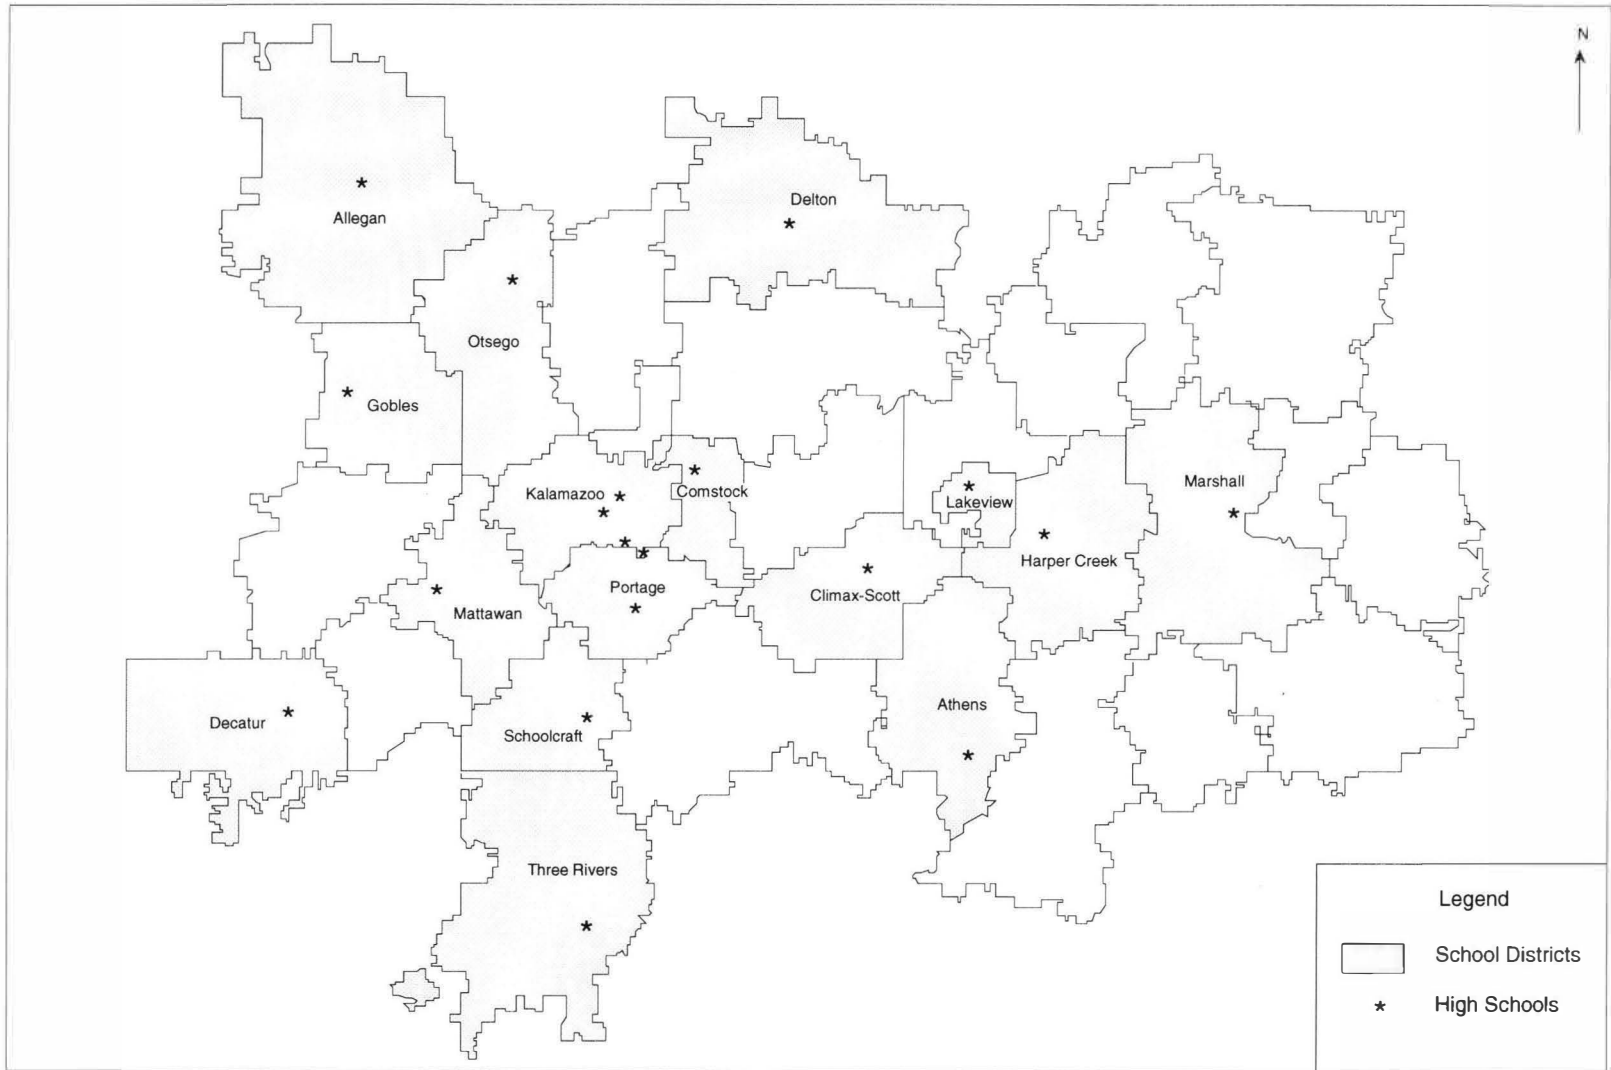 N
Delton
Allegan
Otsego
Gobles
Marshall
Kalamazoo
Comstock
Lakeview
Harper Creek
Portage
Climax-Scott
Mattawan
Athens
Decatur
Schoolcraft
Three Rivers
Legend
School Districts
* High Schools